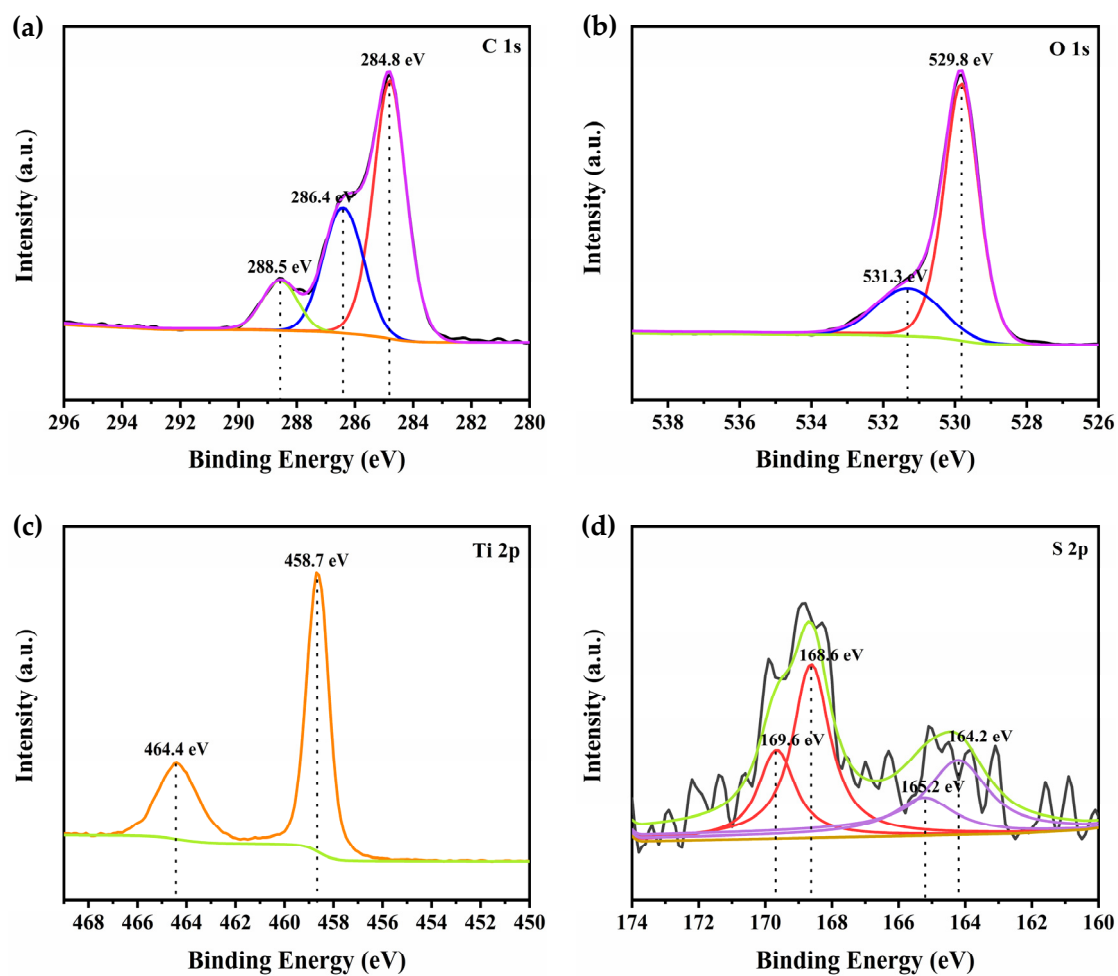 (a)
C 1s
284.8 eV
286.4 eV
288.5 eV
Intensity (a.u.)
296 294 292 290 288 286 284 282 280
Binding Energy (eV)
(b)
O 1s
529.8 eV
531.3 eV
Intensity (a.u.)
538 536 534 532 530 528 526
Binding Energy (eV)
(c)
Ti 2p
458.7 eV
464.4 eV
Intensity (a.u.)
468 466 464 462 460 458 456 454 452 450
Binding Energy (eV)
(d)
S 2p
168.6 eV
169.6 eV
164.2 eV
165.2 eV
Intensity (a.u.)
174 172 170 168 166 164 162 160
Binding Energy (eV)